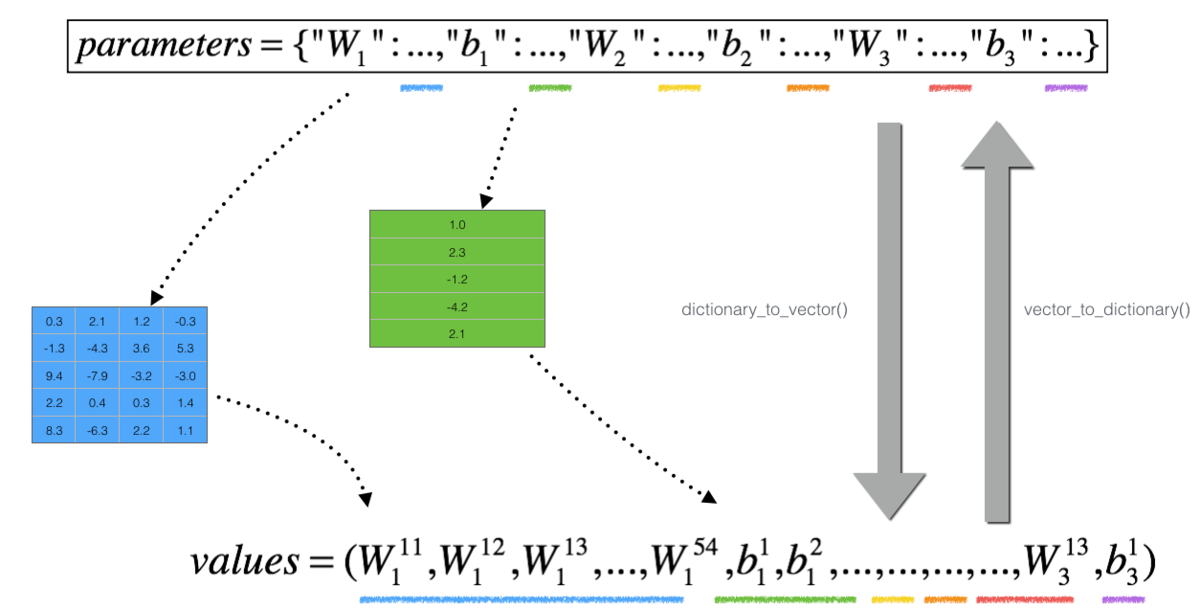 parameters = {"W₁":...,"b₁":...,"W₂":...,"b₂":...,"W₃":...,"b₃":...}
1.0
2.3
-1.2
-4.2
2.1
dictionary_to_vector()
vector_to_dictionary()
0.3 2.1 1.2 -0.3
-1.3 -4.3 3.6 5.3
9.4 -7.9 -3.2 -3.0
2.2 0.4 0.3 1.4
8.3 -6.3 2.2 1.1
values = (W₁¹¹,W₁¹²,W₁¹³,...,W₁⁵⁴,b₁¹,b₁²,...,...,...,...,W₃¹³,b₃¹)